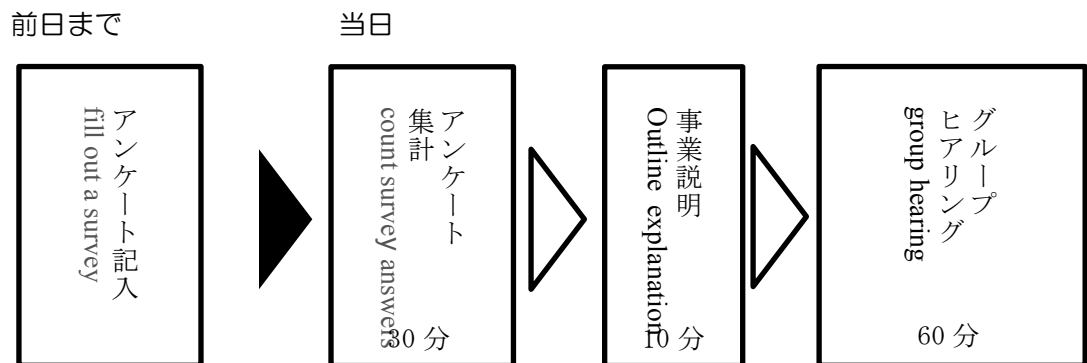 前日まで
当日
アンケート記入
fill out a survey
アンケート
集計
count survey answers
30 分
事業説明
Outline explanation
10 分
グループ
ヒアリング
group hearing
60 分